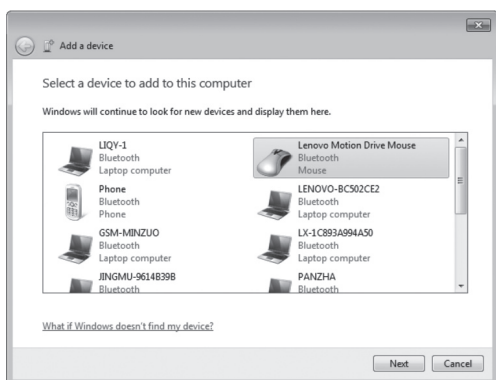 Add a device
Select a device to add to this computer
Windows will continue to look for new devices and display them here.
LIQY-1
Bluetooth
Laptop computer
Lenovo Motion Drive Mouse
Bluetooth
Mouse
Phone
Bluetooth
Phone
LENOVO-BC502CE2
Bluetooth
Laptop computer
GSM-MINZUO
Bluetooth
Laptop computer
LX-1C893A994A50
Bluetooth
Laptop computer
JINGMU-9614B39B
Bluetooth
PANZHA
Bluetooth
What if Windows doesn't find my device?
Next
Cancel